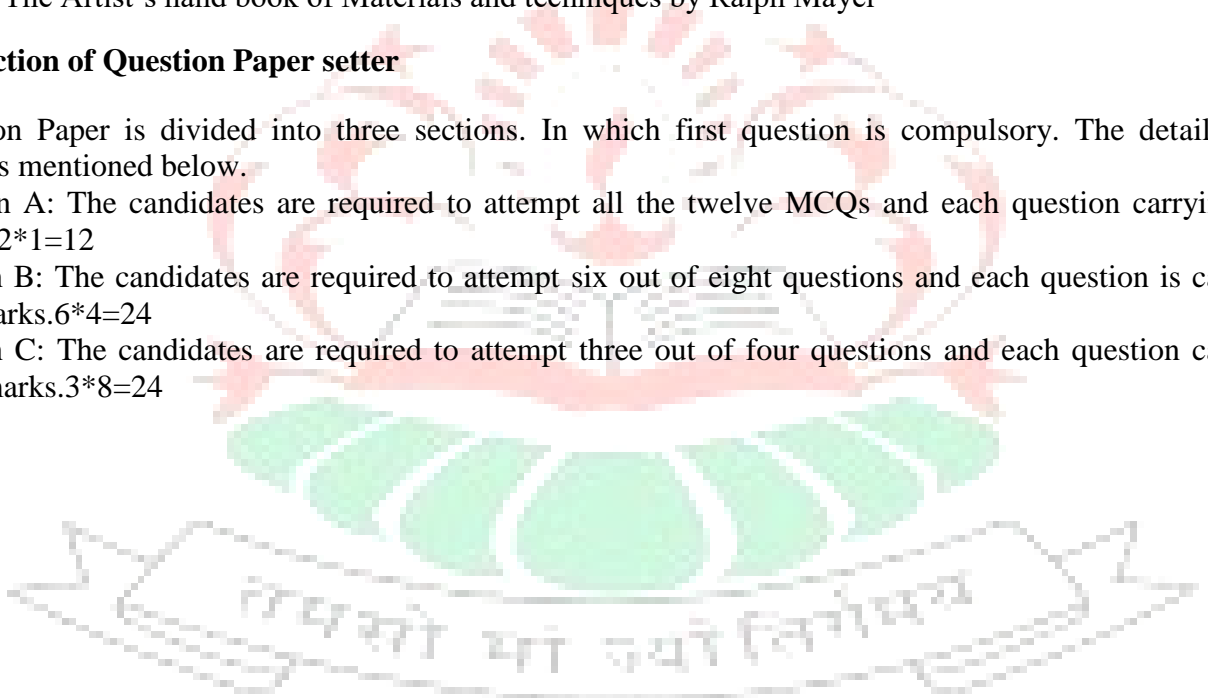 The Artist's hand book of Materials and techniques by Ralph Mayer
ction of Question Paper setter
on Paper is divided into three sections. In which first question is compulsory. The detail
s mentioned below.
n A: The candidates are required to attempt all the twelve MCQs and each question carryi
2*1=12
n B: The candidates are required to attempt six out of eight questions and each question is c
arks.6*4=24
n C: The candidates are required to attempt three out of four questions and each question c
narks.3*8=24